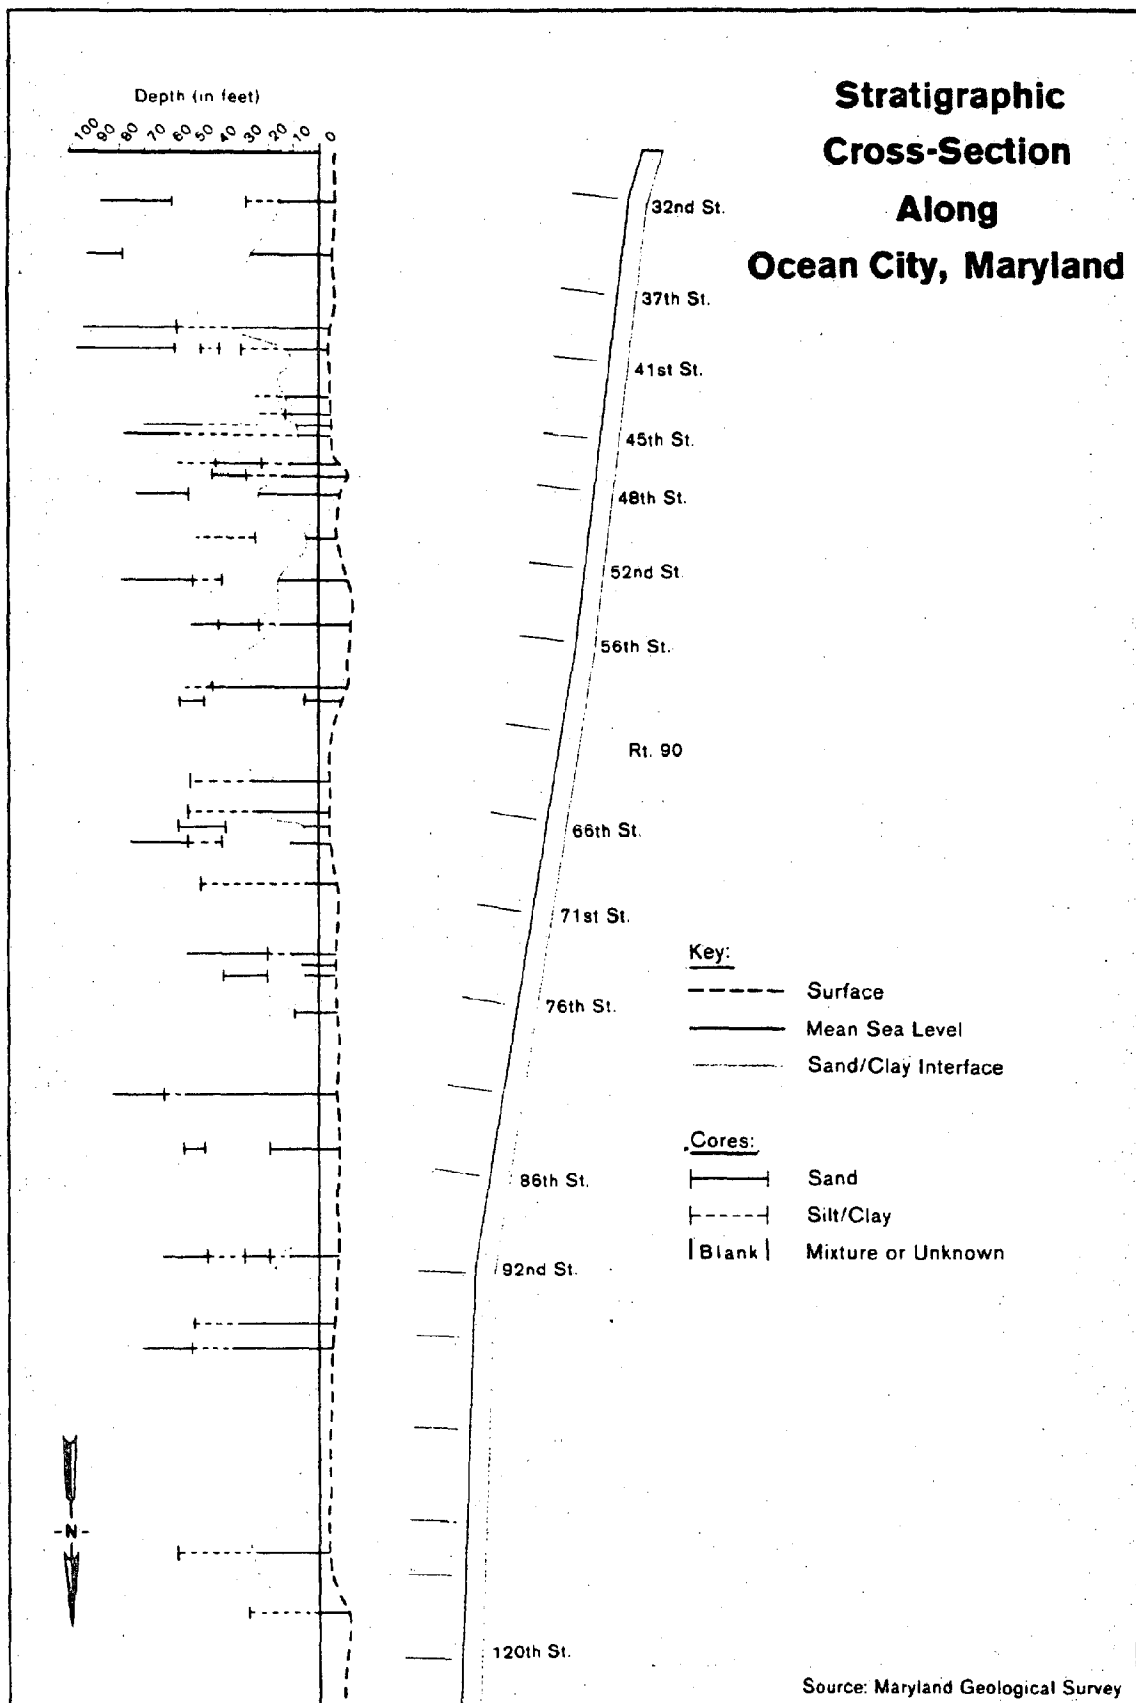 Stratigraphic
Cross-Section
Along
Ocean City, Maryland
Depth (in feet)
100 90 80 70 60 50 40 30 20 10 0
32nd St.
37th St.
41st St.
45th St.
48th St.
52nd St.
56th St.
Rt. 90
66th St.
71st St.
76th St.
86th St.
92nd St.
120th St.
Key:
Surface
Mean Sea Level
Sand/Clay Interface
Cores:
Sand
Silt/Clay
Blank Mixture or Unknown
-N-
Source: Maryland Geological Survey